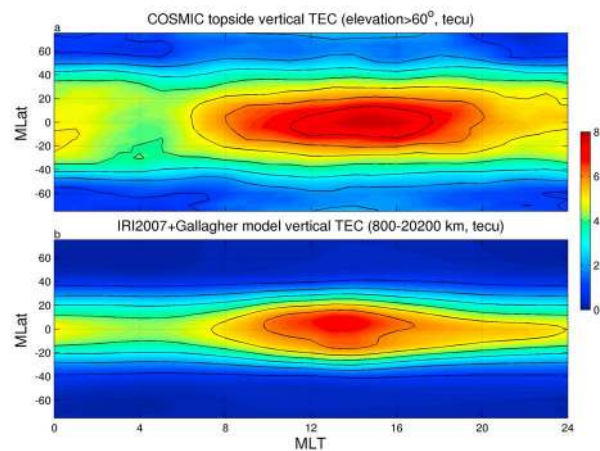 COSMIC topside vertical TEC (elevation>60°, tecu)
a
60
40
20
0
-20
-40
-60
MLat
8
6
4
2
0
IRI2007+Gallagher model vertical TEC (800-20200 km, tecu)
b
60
40
20
0
-20
-40
-60
MLat
0 4 8 12 16 20 24
MLT